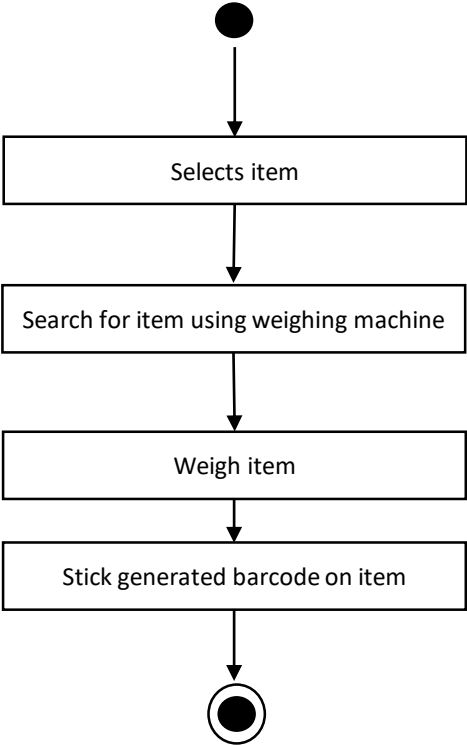 Selects item
Search for item using weighing machine
Weigh item
Stick generated barcode on item